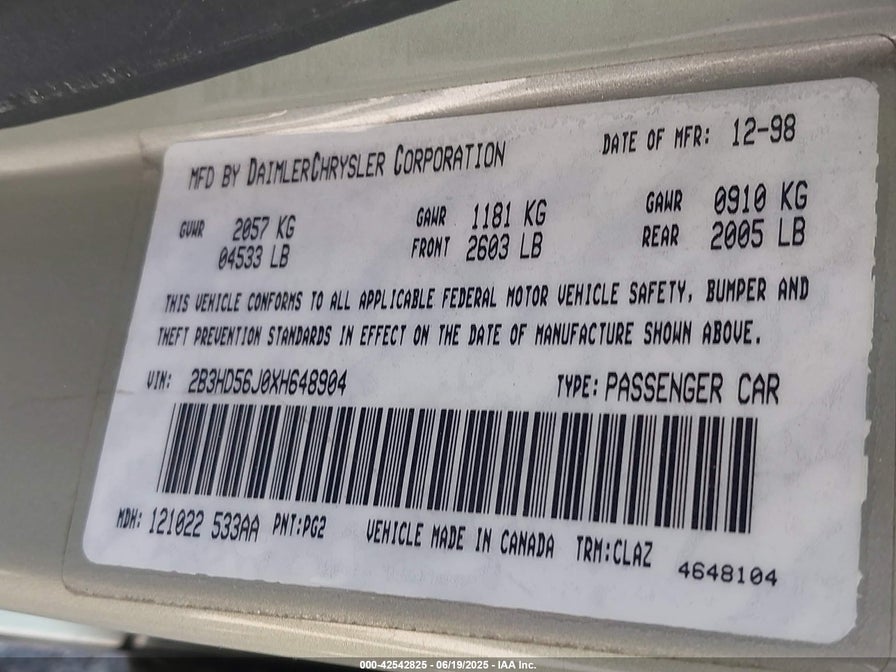 MFD BY DAIMLERCHRYSLER CORPORATION DATE OF MFR: 12-98
GVWR 2057 KG GAWR 1181 KG GAWR 0910 KG
04533 LB FRONT 2603 LB REAR 2005 LB
THIS VEHICLE CONFORMS TO ALL APPLICABLE FEDERAL MOTOR VEHICLE SAFETY, BUMPER AND
THEFT PREVENTION STANDARDS IN EFFECT ON THE DATE OF MANUFACTURE SHOWN ABOVE.
VIN: 2B3HD56J0XH648904 TYPE: PASSENGER CAR
MDH: 121022 533AA PNT:PG2 VEHICLE MADE IN CANADA TRM:CLAZ 4648104
000-42542825 - 06/19/2025 - IAA Inc.